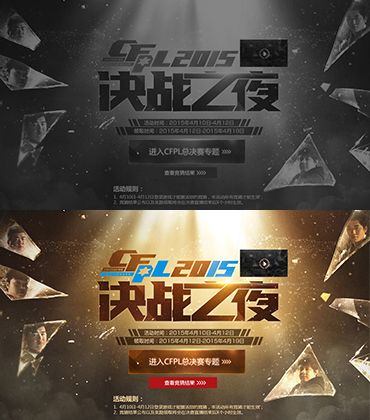 CFPL2015
决战之夜
活动时间：2015年4月10日-4月12日
领取时间：2015年4月12日-2015年4月19日
进入CFPL总决赛专题 >>>>
查看竞猜结果 >>>>
活动规则：
CFPL2015
决战之夜
活动时间：2015年4月10日-4月12日
领取时间：2015年4月12日-2015年4月19日
进入CFPL总决赛专题 >>>>
查看竞猜结果 >>>>
活动规则：